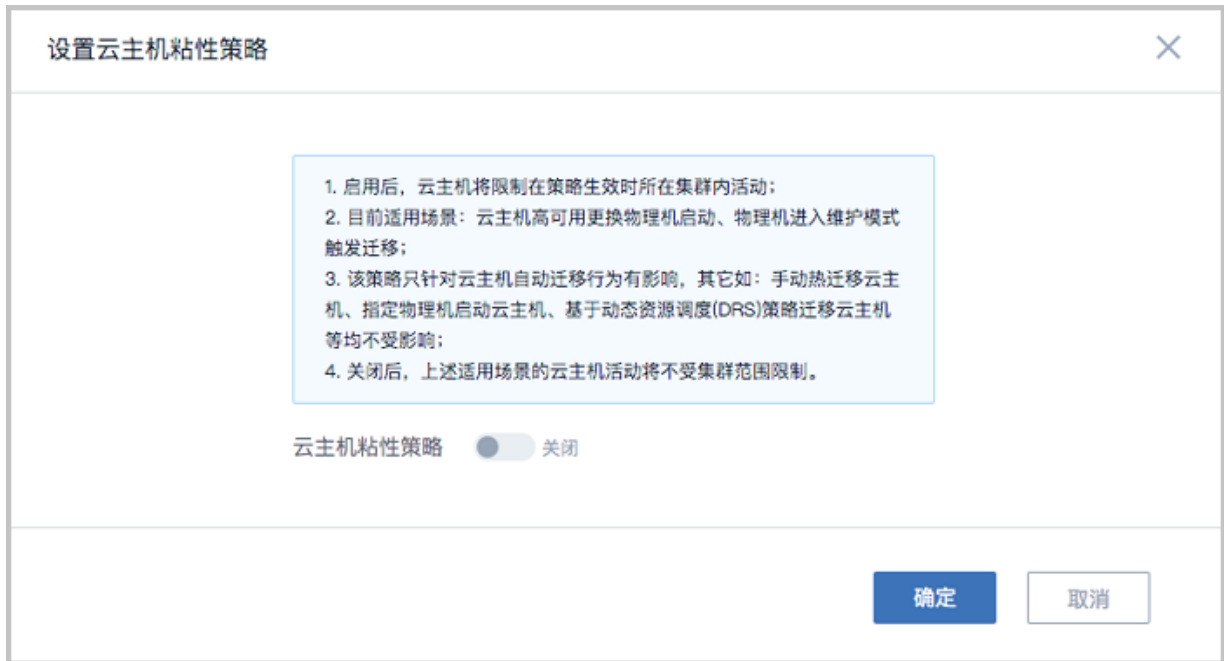 设置云主机粘性策略
1. 启用后，云主机将限制在策略生效时所在集群内活动；
2. 目前适用场景：云主机高可用更换物理机启动、物理机进入维护模式
触发迁移；
3. 该策略只针对云主机自动迁移行为有影响，其它如：手动热迁移云主
机、指定物理机启动云主机、基于动态资源调度(DRS)策略迁移云主机
等均不受影响；
4. 关闭后，上述适用场景的云主机活动将不受集群范围限制。
云主机粘性策略 关闭
确定 取消